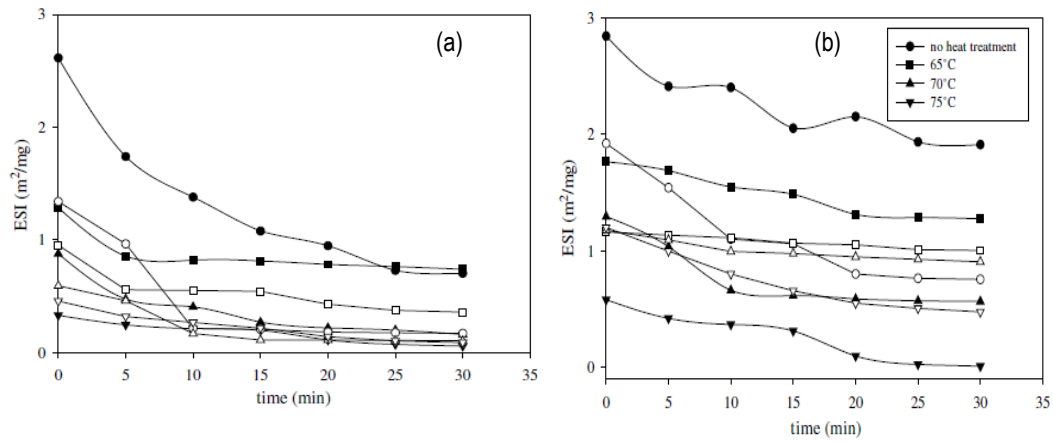 (a)
ESI (m²/mg)
3
2
1
0
0 5 10 15 20 25 30 35
time (min)
(b)
no heat treatment
65°C
70°C
75°C
ESI (m²/mg)
3
2
1
0
0 5 10 15 20 25 30 35
time (min)